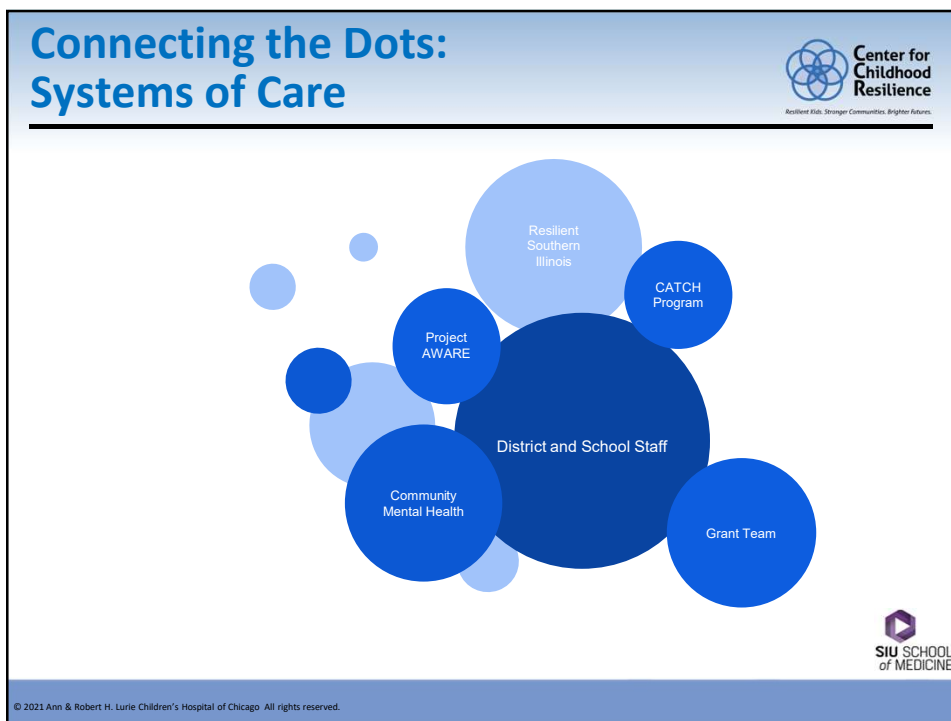 Connecting the Dots:
Systems of Care
Center for
Childhood
Resilience
Resilient Kids. Stronger Communities. Brighter Futures.
Resilient
Southern
Illinois
CATCH
Program
Project
AWARE
District and School Staff
Community
Mental Health
Grant Team
SIU SCHOOL
of MEDICINE
© 2021 Ann & Robert H. Lurie Children's Hospital of Chicago All rights reserved.